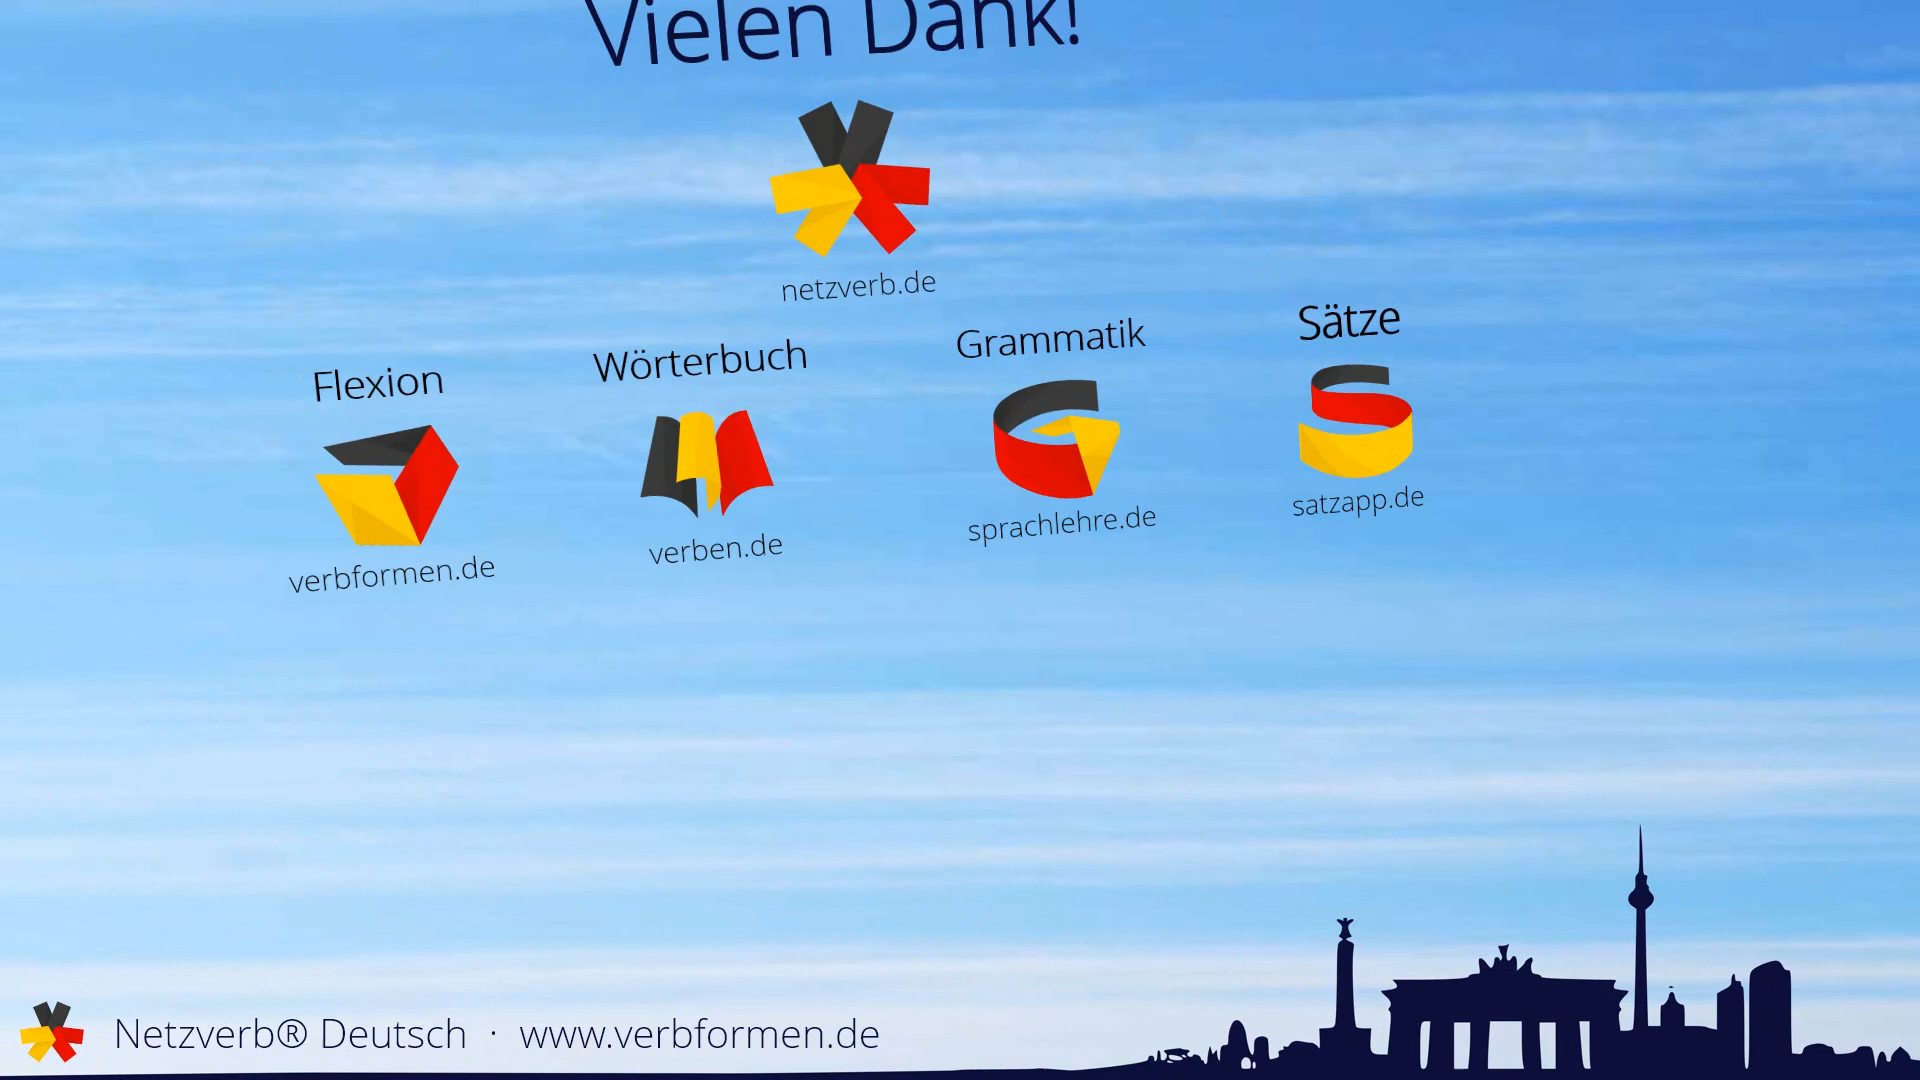 Vielen Dank!
netzverb.de
Flexion
verbformen.de
Wörterbuch
verben.de
Grammatik
sprachlehre.de
Sätze
satzapp.de
Netzverb® Deutsch · www.verbformen.de